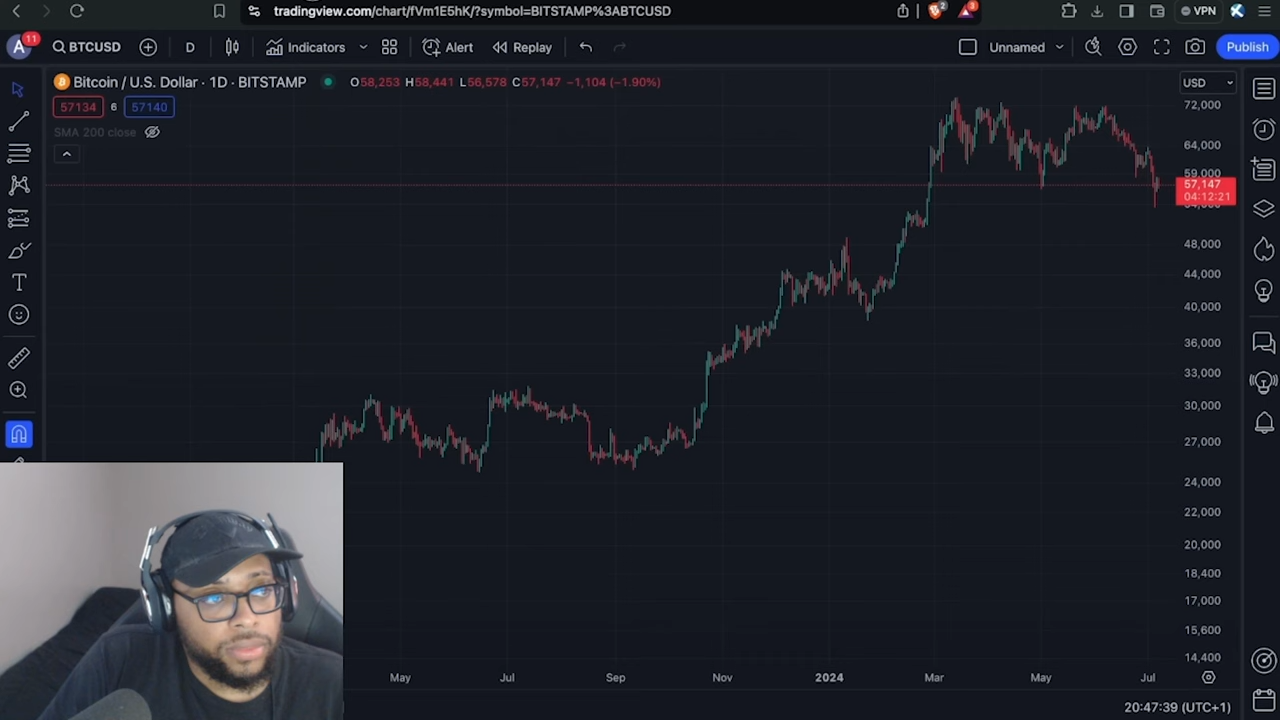 tradingview.com/chart/fVm1E5hK/?symbol=BITSTAMP%3ABTCUSD
2
3
VPN
A
11
BTCUSD
D
Indicators
Alert
Replay
Unnamed
Publish
Bitcoin / U.S. Dollar · 1D · BITSTAMP
O58,253 H58,441 L56,578 C57,147 −1,104 (−1.90%)
USD
57134 6 57140
SMA 200 close
72,000
64,000
59,000
57,147
04:12:21
48,000
44,000
40,000
36,000
33,000
30,000
27,000
24,000
22,000
20,000
18,400
17,000
15,600
14,400
May Jul Sep Nov 2024 Mar May Jul
20:47:39 (UTC+1)